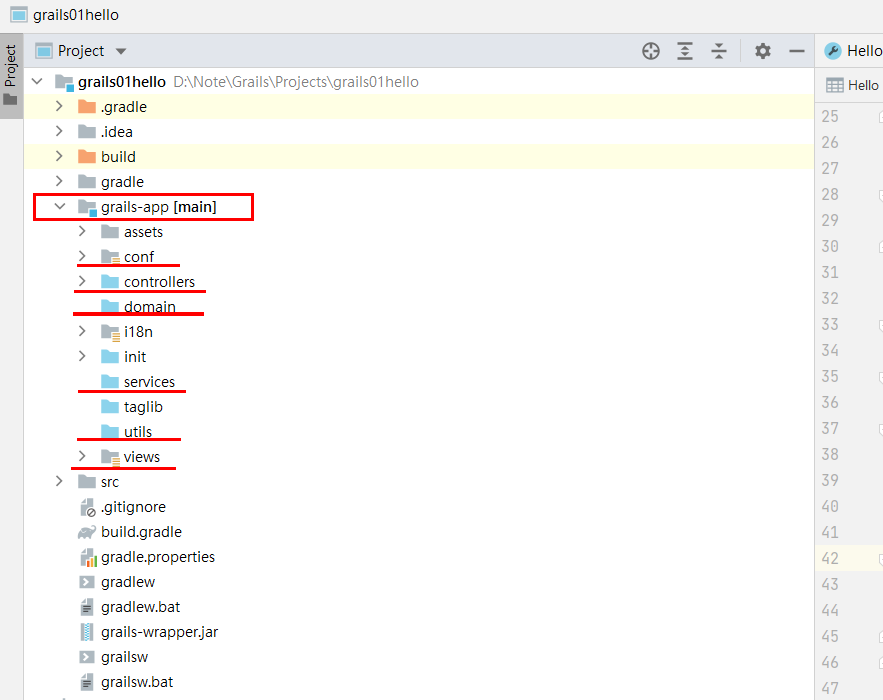 grails01hello
Project
Project
Hello
grails01hello D:\Note\Grails\Projects\grails01hello
Hello
.gradle
.idea
build
gradle
grails-app [main]
assets
conf
controllers
domain
i18n
init
services
taglib
utils
views
src
.gitignore
build.gradle
gradle.properties
gradlew
gradlew.bat
grails-wrapper.jar
grailsw
grailsw.bat
25
26
27
28
29
30
31
32
33
34
35
36
37
38
39
40
41
42
43
44
45
46
47